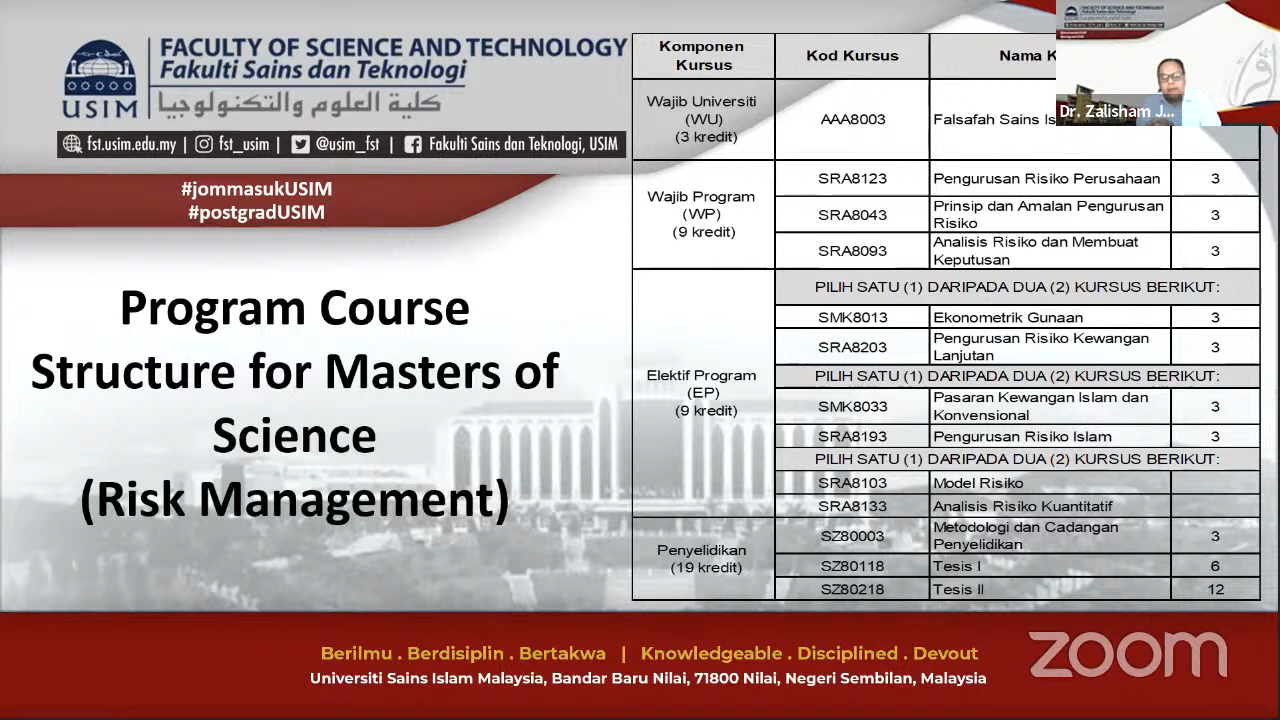 USIM
FACULTY OF SCIENCE AND TECHNOLOGY
Fakulti Sains dan Teknologi
كلية العلوم والتكنولوجيا
fst.usim.edu.my | fst_usim | @usim_fst | Fakulti Sains dan Teknologi, USIM
#jommasukUSIM
#postgradUSIM
Program Course
Structure for Masters of
Science
(Risk Management)
Komponen
Kursus
Kod Kursus
Nama
Wajib Universiti
(WU)
(3 kredit)
AAA8003
Falsafah Sains
Wajib Program
(WP)
(9 kredit)
SRA8123
Pengurusan Risiko Perusahaan
3
SRA8043
Prinsip dan Amalan Pengurusan
Risiko
3
SRA8093
Analisis Risiko dan Membuat
Keputusan
3
Elektif Program
(EP)
(9 kredit)
PILIH SATU (1) DARIPADA DUA (2) KURSUS BERIKUT:
SMK8013
Ekonometrik Gunaan
3
SRA8203
Pengurusan Risiko Kewangan
Lanjutan
3
PILIH SATU (1) DARIPADA DUA (2) KURSUS BERIKUT:
SMK8033
Pasaran Kewangan Islam dan
Konvensional
3
SRA8193
Pengurusan Risiko Islam
3
PILIH SATU (1) DARIPADA DUA (2) KURSUS BERIKUT:
SRA8103
Model Risiko
SRA8133
Analisis Risiko Kuantitatif
Penyelidikan
(19 kredit)
SZ80003
Metodologi dan Cadangan
Penyelidikan
3
SZ80118
Tesis I
6
SZ80218
Tesis II
12
Dr. Zalisham J...
Berilmu . Berdisiplin . Bertakwa | Knowledgeable . Disciplined . Devout
Universiti Sains Islam Malaysia, Bandar Baru Nilai, 71800 Nilai, Negeri Sembilan, Malaysia
zoom